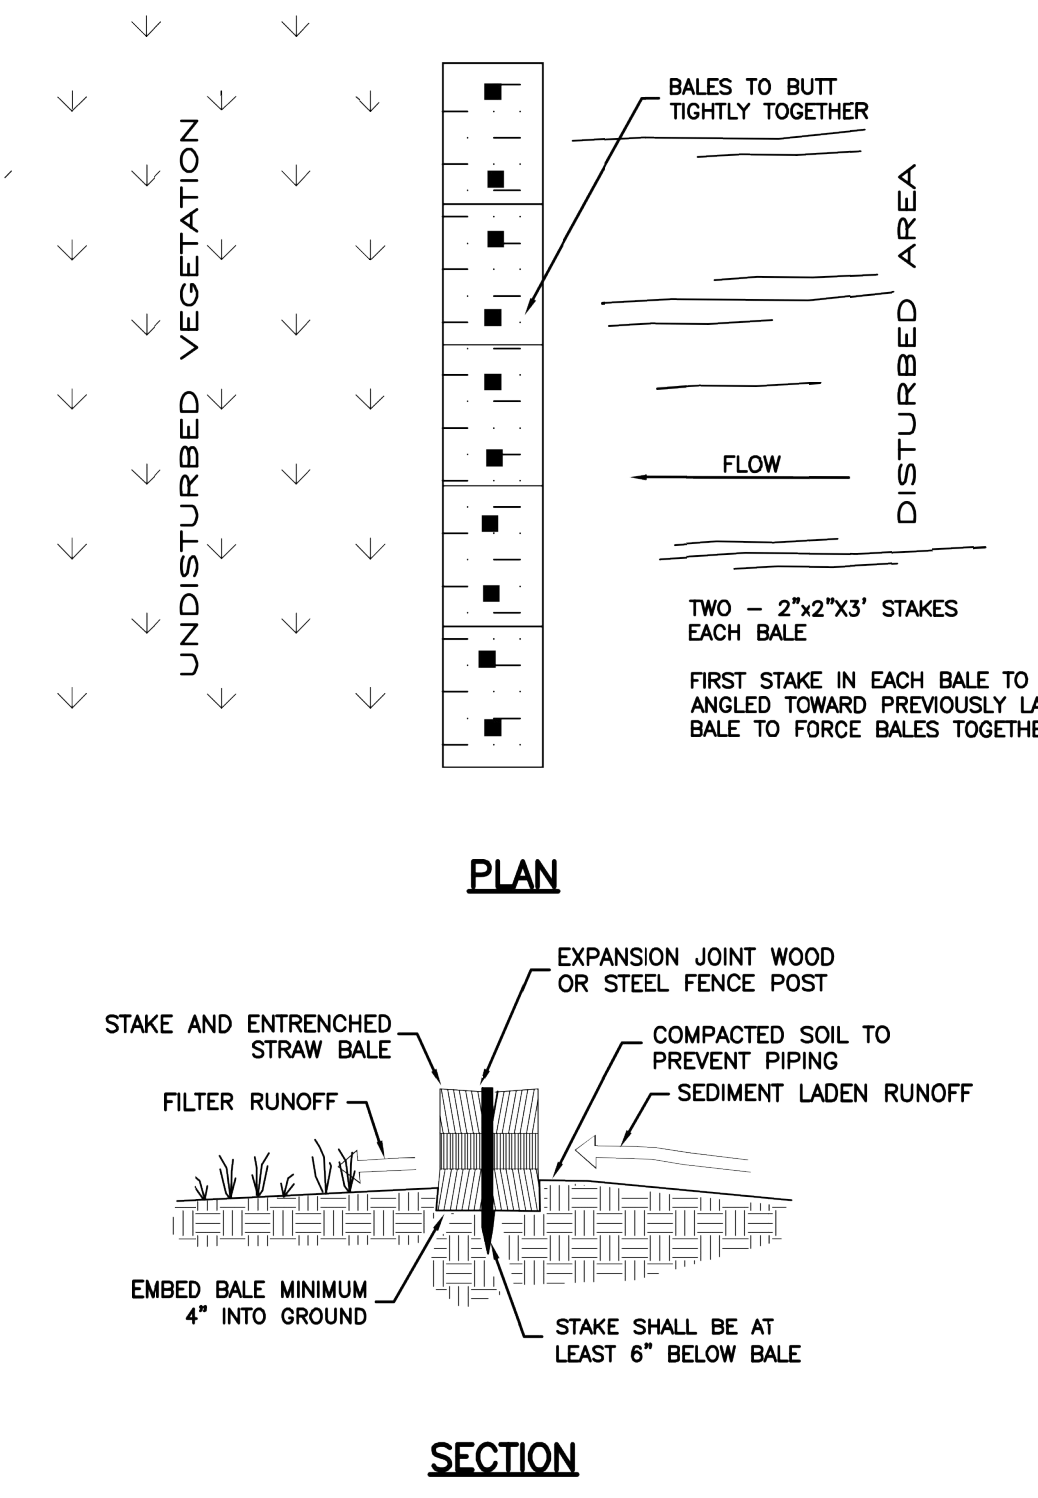 BALES TO BUTT
TIGHTLY TOGETHER
UNDISTURBED VEGETATION
DISTURBED AREA
FLOW
TWO – 2"x2"X3' STAKES
EACH BALE
FIRST STAKE IN EACH BALE TO
ANGLED TOWARD PREVIOUSLY
BALE TO FORCE BALES
PLAN
EXPANSION JOINT WOOD
OR STEEL FENCE POST
STAKE AND ENTRENCHED
STRAW BALE
COMPACTED SOIL TO
PREVENT PIPING
SEDIMENT LADEN RUNOFF
FILTER RUNOFF
EMBED BALE MINIMUM
4" INTO GROUND
STAKE SHALL BE AT
LEAST 6" BELOW BALE
SECTION